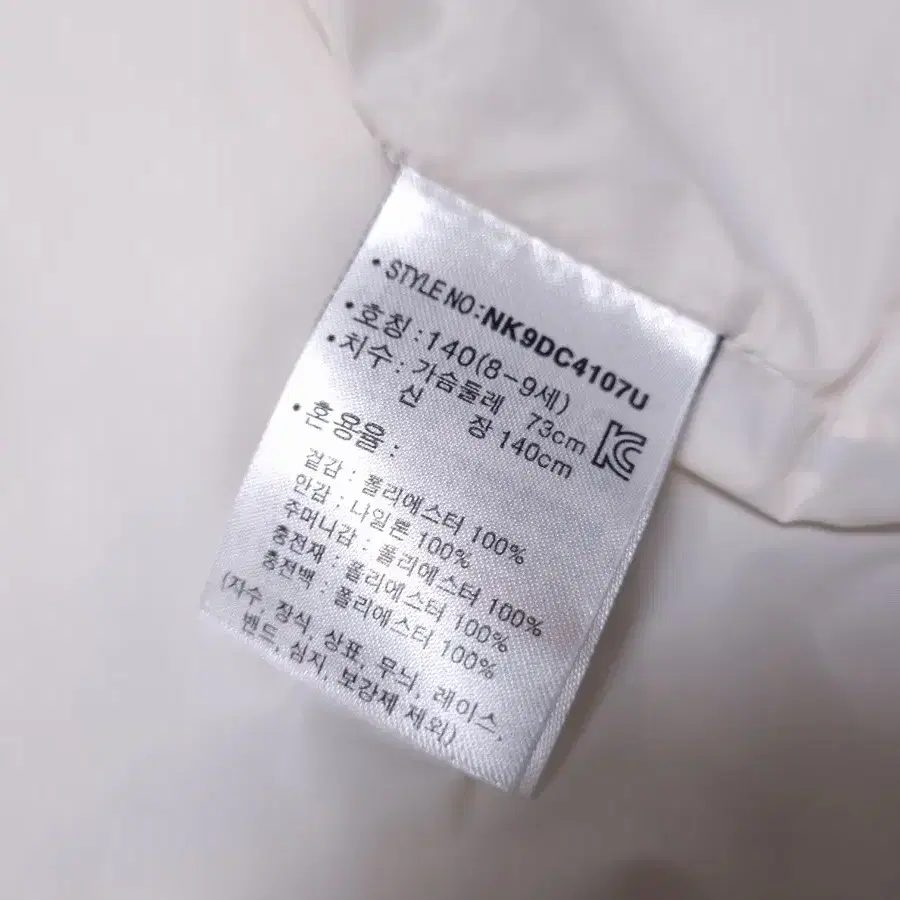 • STYLE NO : NK9DC4107U
• 호칭 : 140(8-9세)
• 치수 : 가슴둘레 73cm
신 장 140cm
• 혼용율 :
겉감 : 폴리에스터 100%
안감 : 나일론 100%
주머니감 : 폴리에스터 100%
충전재 : 폴리에스터 100%
충전백 : 폴리에스터 100%
(자수, 장식, 상표, 무늬, 레이스,
밴드, 심지, 보강제 제외)